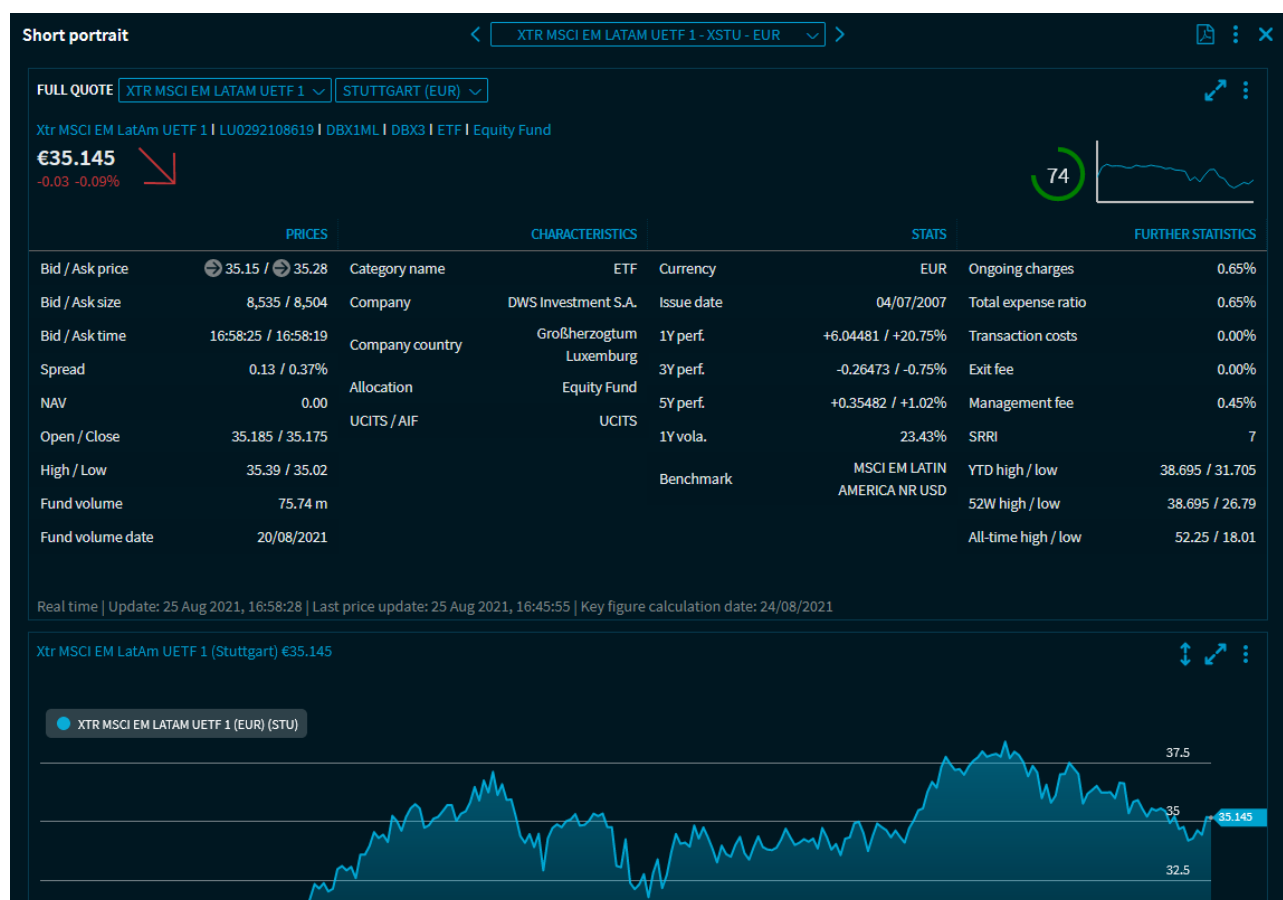 Short portrait
XTR MSCI EM LATAM UETF 1 - XSTU - EUR
FULL QUOTE XTR MSCI EM LATAM UETF 1 STUTTGART (EUR)
Xtr MSCI EM LatAm UETF 1 | LU0292108619 | DBX1ML | DBX3 | ETF | Equity Fund
€35.145
-0.03 -0.09%
74
PRICES
Bid / Ask price 35.15 / 35.28
Bid / Ask size 8,535 / 8,504
Bid / Ask time 16:58:25 / 16:58:19
Spread 0.13 / 0.37%
NAV 0.00
Open / Close 35.185 / 35.175
High / Low 35.39 / 35.02
Fund volume 75.74 m
Fund volume date 20/08/2021
CHARACTERISTICS
Category name ETF
Company DWS Investment S.A.
Company country Großherzogtum
Luxemburg
Allocation Equity Fund
UCITS / AIF UCITS
STATS
Currency EUR
Issue date 04/07/2007
1Y perf. +6.04481 / +20.75%
3Y perf. -0.26473 / -0.75%
5Y perf. +0.35482 / +1.02%
1Y vola. 23.43%
Benchmark MSCI EM LATIN
AMERICA NR USD
FURTHER STATISTICS
Ongoing charges 0.65%
Total expense ratio 0.65%
Transaction costs 0.00%
Exit fee 0.00%
Management fee 0.45%
SRRI 7
YTD high / low 38.695 / 31.705
52W high / low 38.695 / 26.79
All-time high / low 52.25 / 18.01
Real time | Update: 25 Aug 2021, 16:58:28 | Last price update: 25 Aug 2021, 16:45:55 | Key figure calculation date: 24/08/2021
Xtr MSCI EM LatAm UETF 1 (Stuttgart) €35.145
XTR MSCI EM LATAM UETF 1 (EUR) (STU)
37.5
35
35.145
32.5